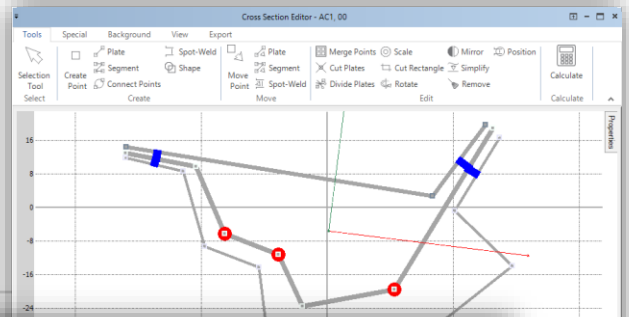 Cross Section Editor - AC1, 00
Tools Special Background View Export
Plate Spot-Weld Plate Merge Points Scale Mirror Position
Selection Tool Create Point Segment Shape Move Point Segment Cut Plates Cut Rectangle Simplify Calculate
Connect Points Spot-Weld Divide Plates Rotate Remove
Select Create Move Edit Calculate
Properties
16
8
0
-8
-16
-24